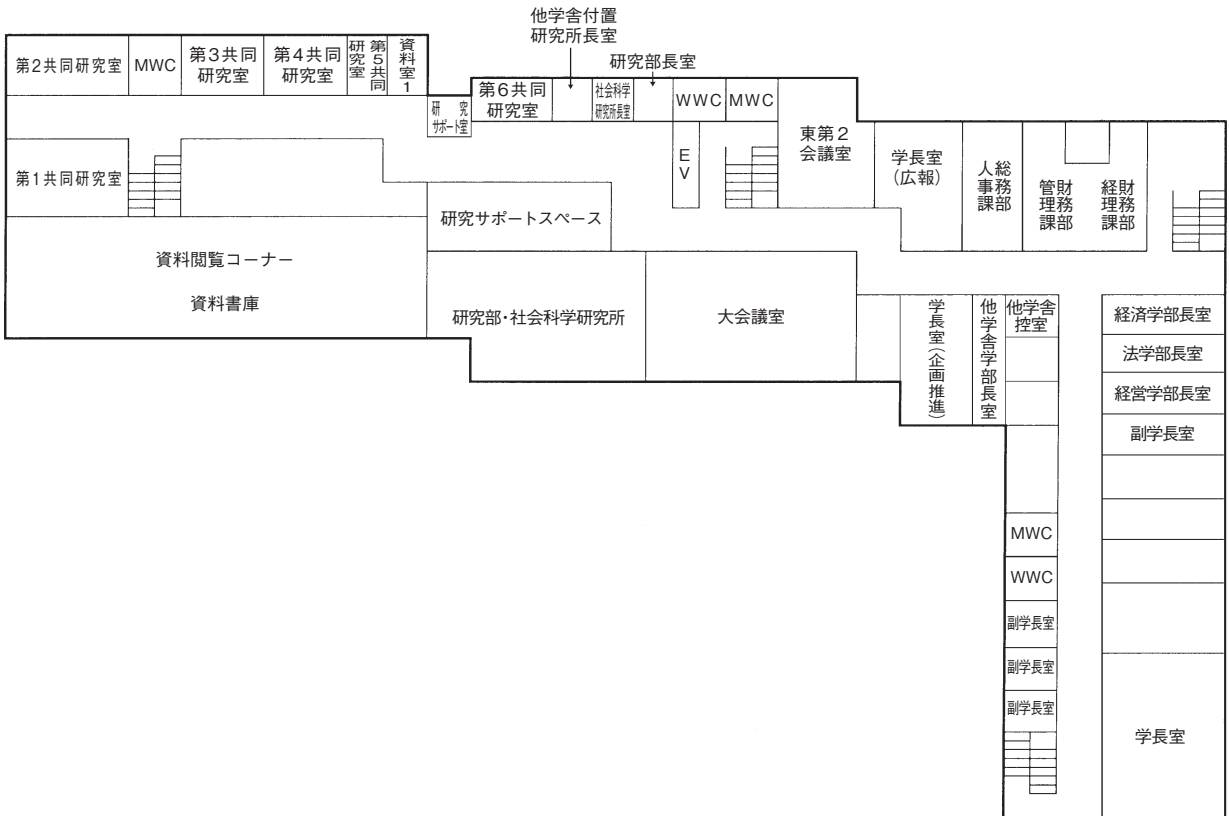 他学舎付置
研究所長室
研究部長室
第2共同研究室
MWC
第3共同
研究室
第4共同
研究室
第5共同
研究室
資料室1
研究
サポート室
第6共同
研究室
社会科学
研究所長室
WWC
MWC
東第2
会議室
EV
学長室
(広報)
総務部
人事課
財務部
管理課
財務部
経理課
第1共同研究室
研究サポートスペース
資料閲覧コーナー
資料書庫
研究部・社会科学研究所
大会議室
学長室(企画推進)
他学舎学部長室
他学舎
控室
経済学部長室
法学部長室
経営学部長室
副学長室
MWC
WWC
副学長室
副学長室
副学長室
学長室